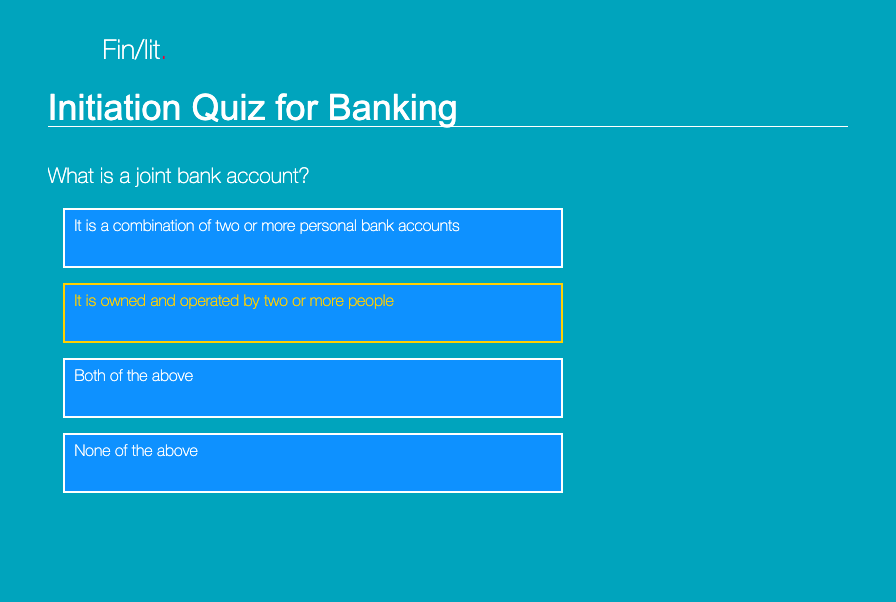 Fin/lit.
Initiation Quiz for Banking
What is a joint bank account?
It is a combination of two or more personal bank accounts
It is owned and operated by two or more people
Both of the above
None of the above